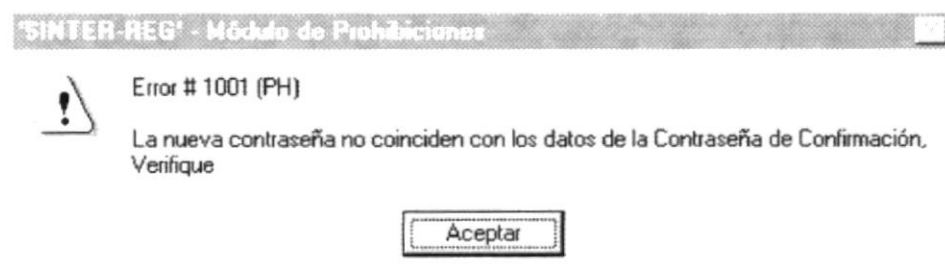 'SINTER-REG' - Módulo de Prohibiciones
Error # 1001 (PH)
La nueva contraseña no coinciden con los datos de la Contraseña de Confirmación,
Verifique
Aceptar